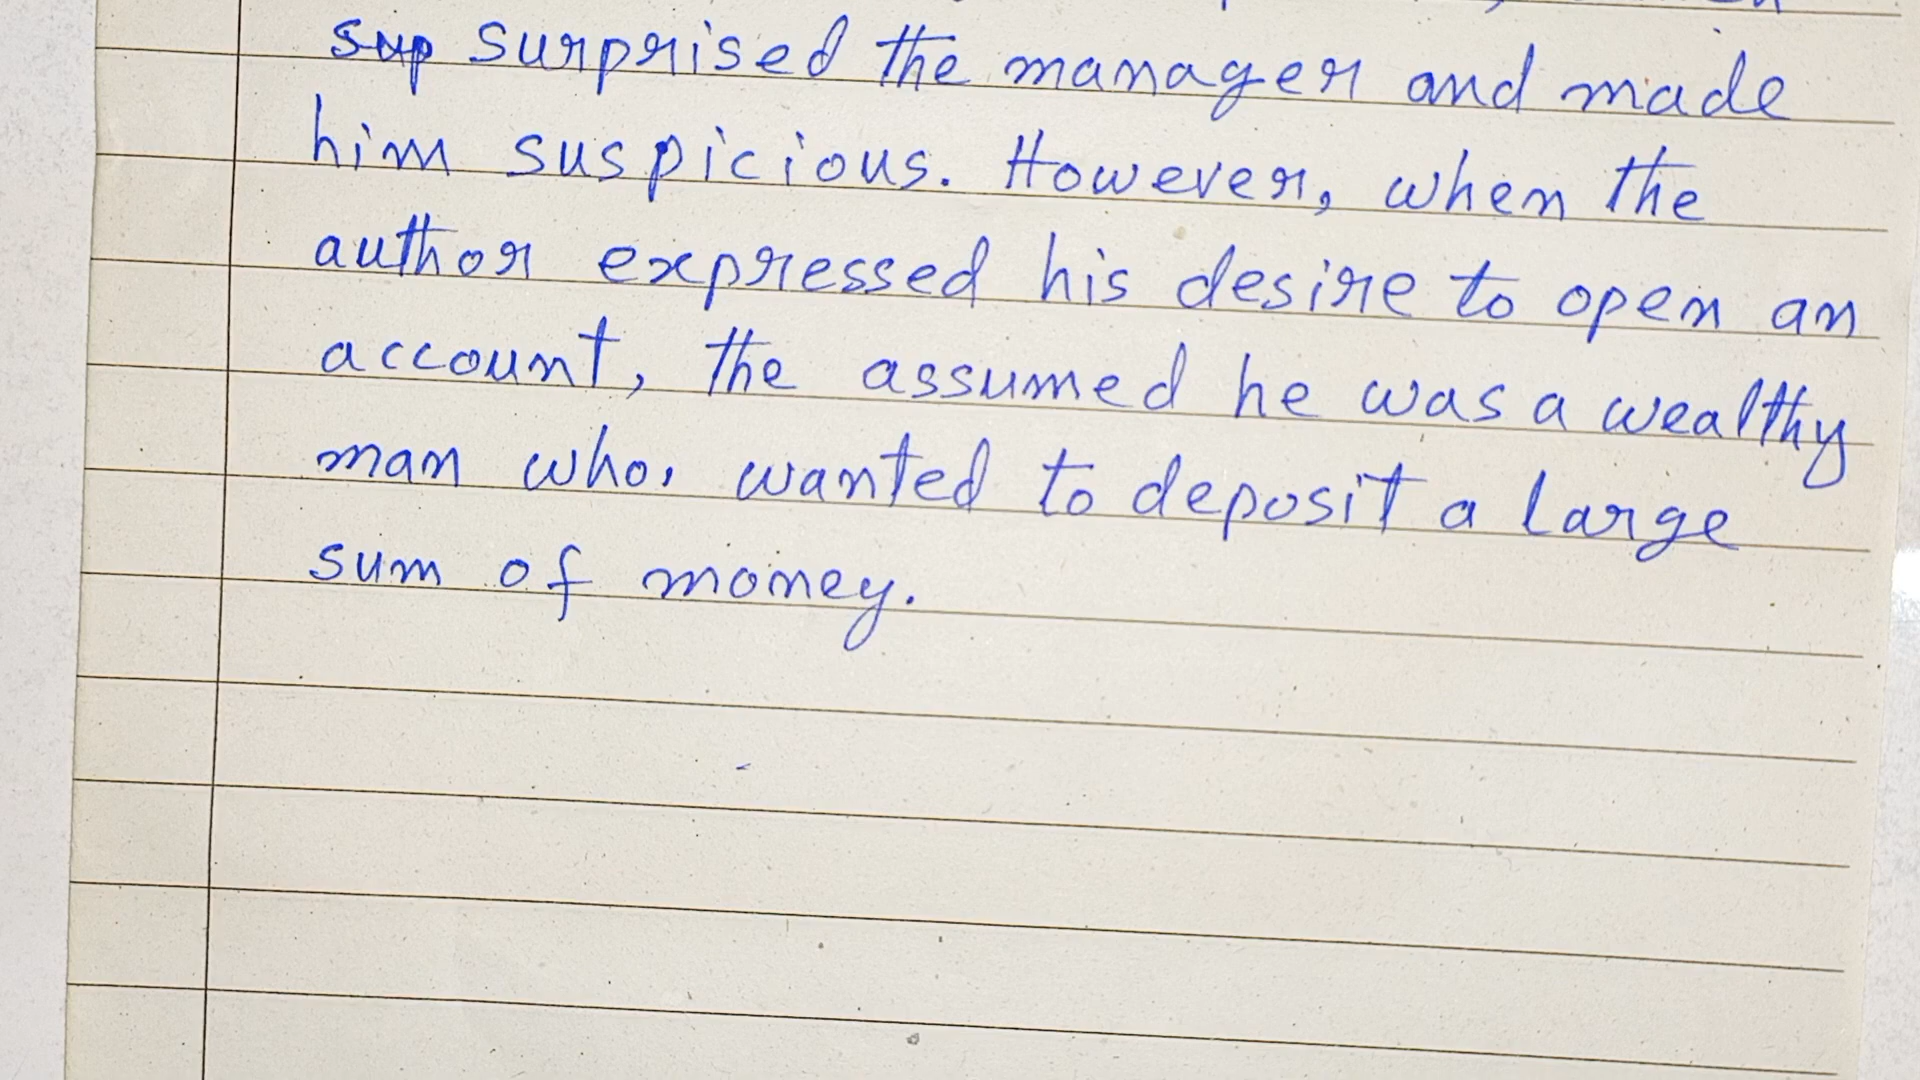 sup surprised the manager and made
him suspicious. However, when the
author expressed his desire to open an
account, the assumed he was a wealthy
man who, wanted to deposit a large
sum of money.